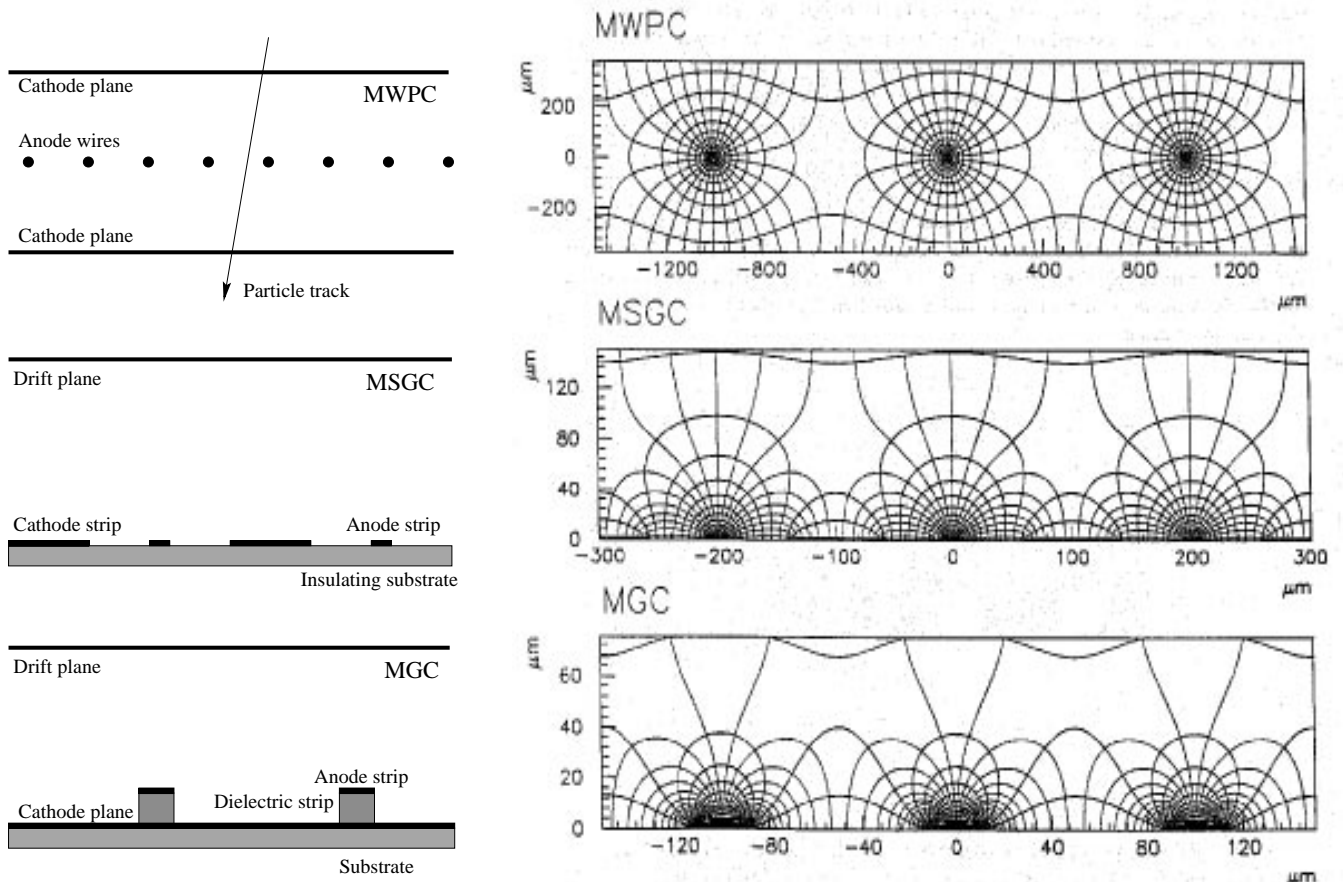 Cathode plane
MWPC
Anode wires
Cathode plane
Particle track
Drift plane
MSGC
Cathode strip
Anode strip
Insulating substrate
Drift plane
MGC
Anode strip
Cathode plane
Dielectric strip
Substrate
MWPC
μm
200
0
−200
−1200 −800 −400 0 400 800 1200
μm
MSGC
μm
120
80
40
0
−300 −200 −100 0 100 200 300
μm
MGC
μm
60
40
20
0
−120 −80 −40 0 40 80 120
μm